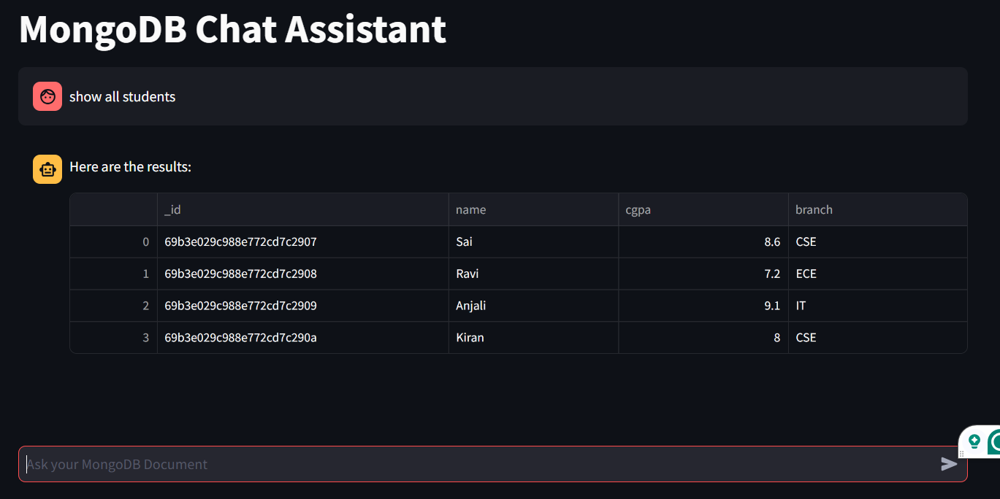 MongoDB Chat Assistant
show all students
Here are the results:
_id name cgpa branch
0 69b3e029c988e772cd7c2907 Sai 8.6 CSE
1 69b3e029c988e772cd7c2908 Ravi 7.2 ECE
2 69b3e029c988e772cd7c2909 Anjali 9.1 IT
3 69b3e029c988e772cd7c290a Kiran 8 CSE
Ask your MongoDB Document